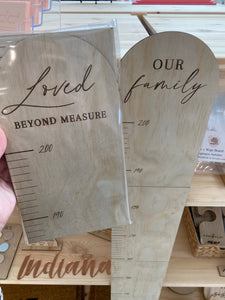 Loved
BEYOND MEASURE
200
190
OUR
family
200
190
Indiana